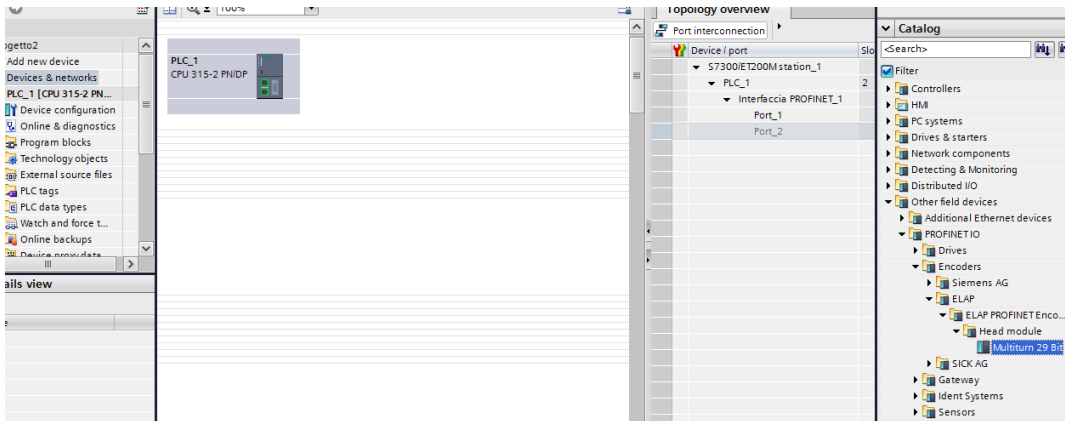 100%
ogetto2
Add new device
Devices & networks
PLC_1 [CPU 315-2 PN...
Device configuration
Online & diagnostics
Program blocks
Technology objects
External source files
PLC tags
PLC data types
Watch and force t...
Online backups
Device proxy data
ails view
PLC_1
CPU 315-2 PN/DP
Topology overview
Port interconnection
Device / port
Slo
S7300/ET200M station_1
PLC_1
2
Interfaccia PROFINET_1
Port_1
Port_2
Catalog
<Search>
Filter
Controllers
HMI
PC systems
Drives & starters
Network components
Detecting & Monitoring
Distributed I/O
Other field devices
Additional Ethernet devices
PROFINET IO
Drives
Encoders
Siemens AG
ELAP
ELAP PROFINET Enco...
Head module
Multiturn 29 Bit
SICK AG
Gateway
Ident Systems
Sensors